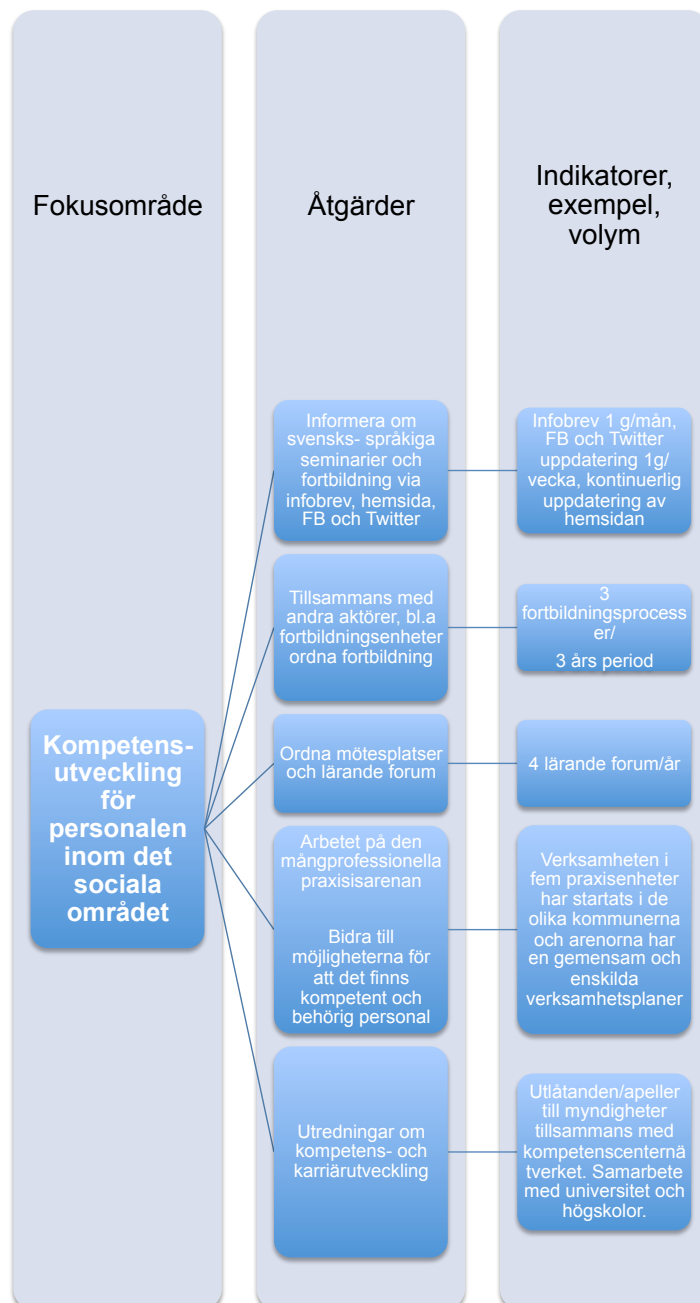 Fokusområde
Åtgärder
Indikatorer,
exempel,
volym
Kompetens-
utveckling
för
personalen
inom det
sociala
området
Informera om
svensks- språkiga
seminarier och
fortbildning via
infobrev, hemsida,
FB och Twitter
Infobrev 1 g/mån,
FB och Twitter
uppdatering 1g/
vecka, kontinuerlig
uppdatering av
hemsidan
Tillsammans med
andra aktörer, bl.a
fortbildningsenheter
ordna fortbildning
3
fortbildningsprocess
er/
3 års period
Ordna mötesplatser
och lärande forum
4 lärande forum/år
Arbetet på den
mångprofessionella
praxisisarenan
Bidra till
möjligheterna för
att det finns
kompetent och
behörig personal
Verksamheten i
fem praxisenheter
har startats i de
olika kommunerna
och arenorna har
en gemensam och
enskilda
verksamhetsplaner
Utredningar om
kompetens- och
karriärutveckling
Utlåtanden/apeller
till myndigheter
tillsammans med
kompetenscenternä
tverket. Samarbete
med universitet och
högskolor.